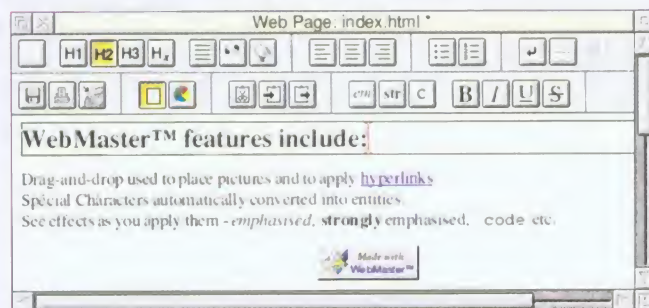 Web Page. index.html *
H1 H2 H3 Hx
em str c B I U S
WebMaster™ features include:
Drag-and-drop used to place pictures and to apply hyperlinks
Special Characters automatically converted into entities.
See effects as you apply them - emphasised, strongly emphasised, code etc.
Made with
WebMaster™